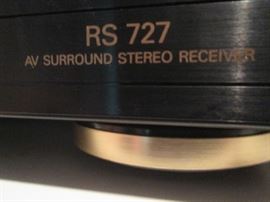 RS 727
AV SURROUND STEREO RECEIVER